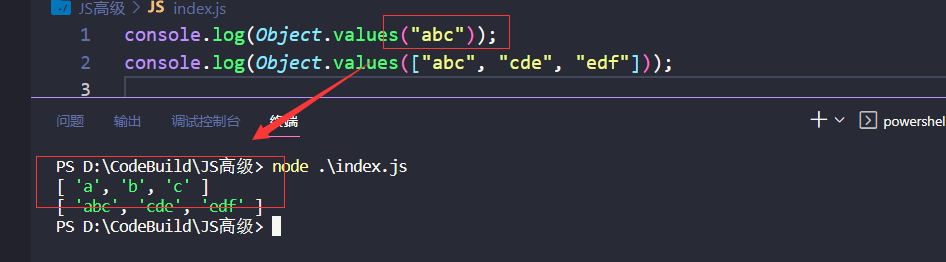 JS高级 > JS index.js
1 console.log(Object.values("abc"));
2 console.log(Object.values(["abc", "cde", "edf"]));
3
问题 输出 调试控制台 终端 powershel
PS D:\CodeBuild\JS高级> node .\index.js
[ 'a', 'b', 'c' ]
[ 'abc', 'cde', 'edf' ]
PS D:\CodeBuild\JS高级>